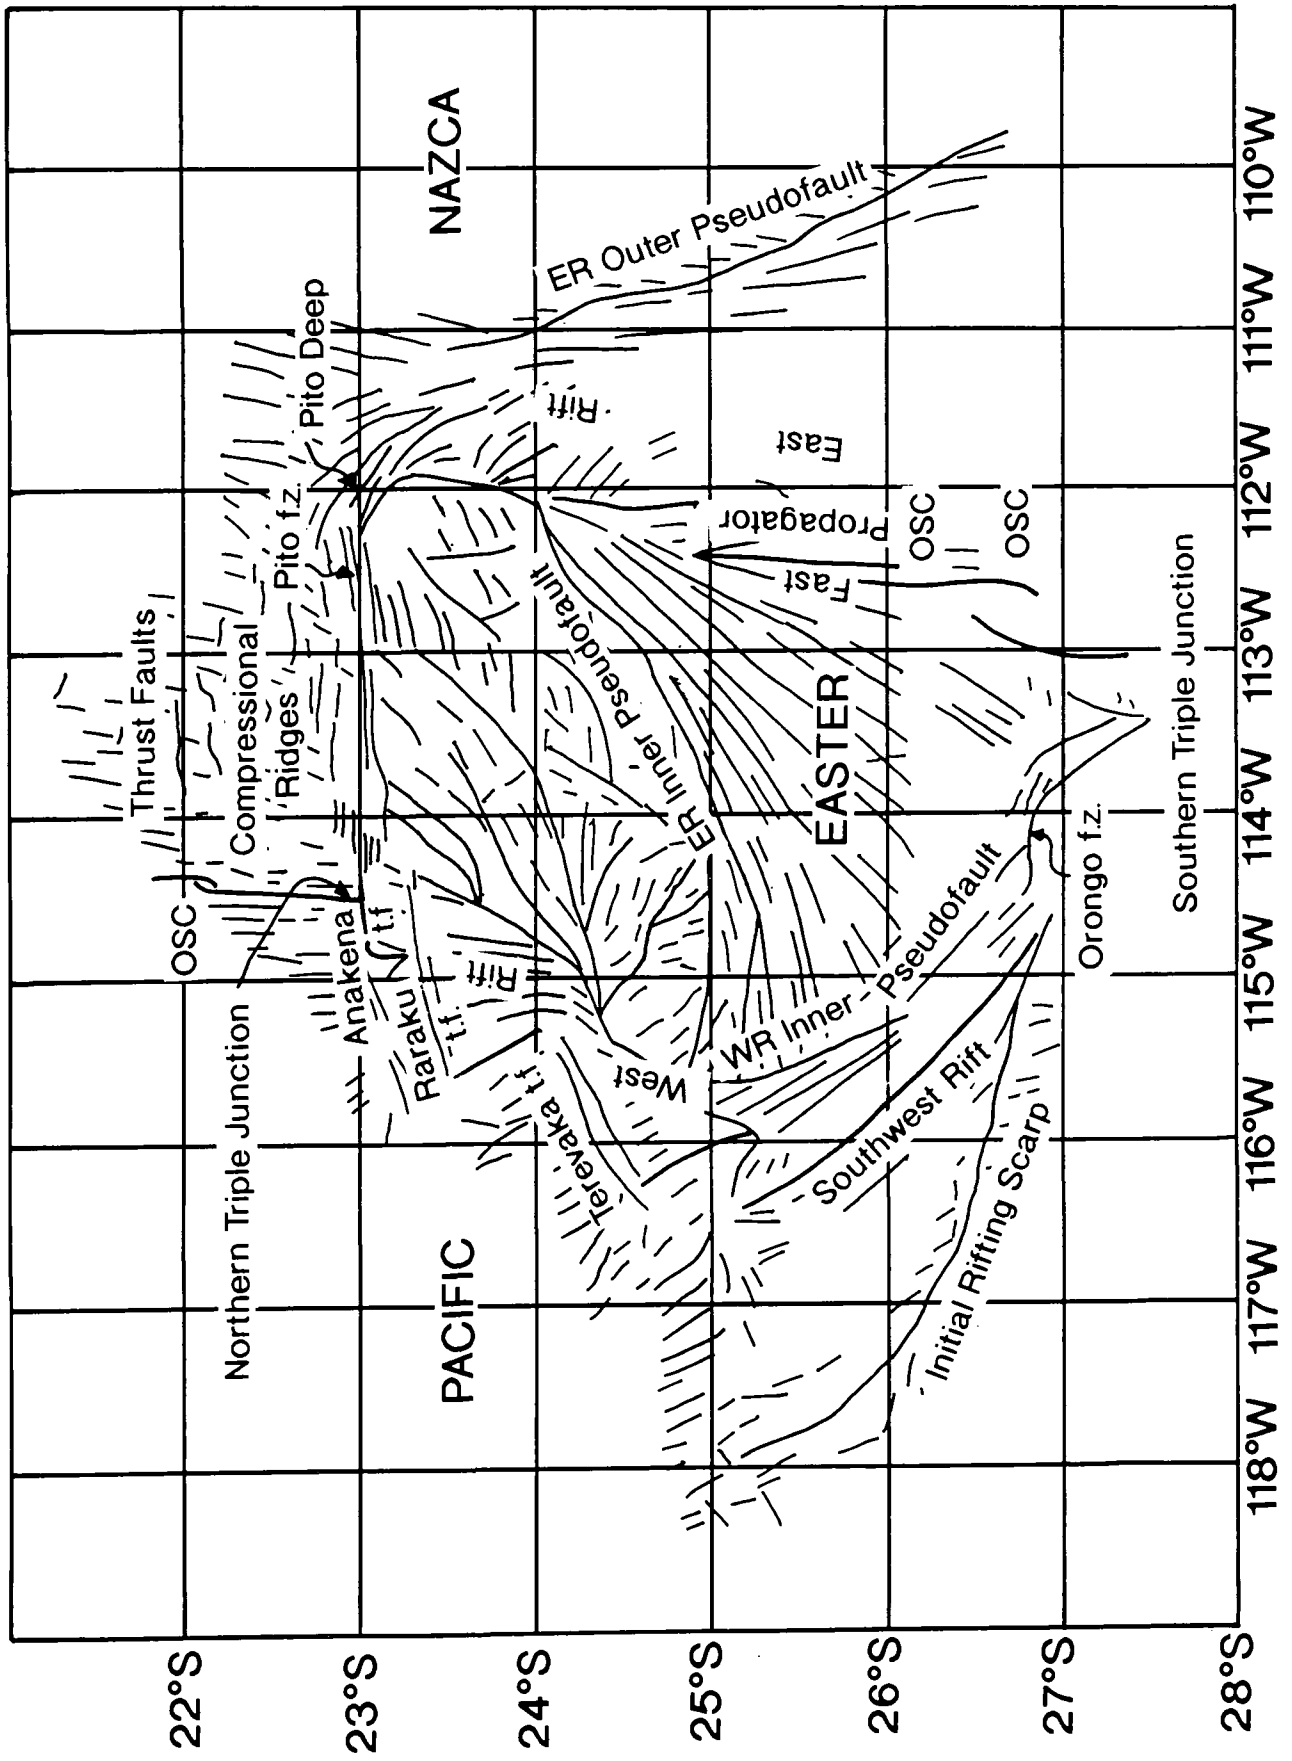 Thrust Faults
Compressional
Ridges
OSC
Northern Triple Junction
Pito f.z.
Pito Deep
NAZCA
PACIFIC
Anakena
t.f
Raraku
t.f.
Rift
Terevaka t.f
West
ER Inner Pseudofault
ER Outer Pseudofault
Rift
East
Fast
Propagator
OSC
OSC
EASTER
WR Inner Pseudofault
Southwest Rift
Initial Rifting Scarp
Orongo f.z.
Southern Triple Junction
22°S
23°S
24°S
25°S
26°S
27°S
28°S
118°W
117°W
116°W
115°W
114°W
113°W
112°W
111°W
110°W